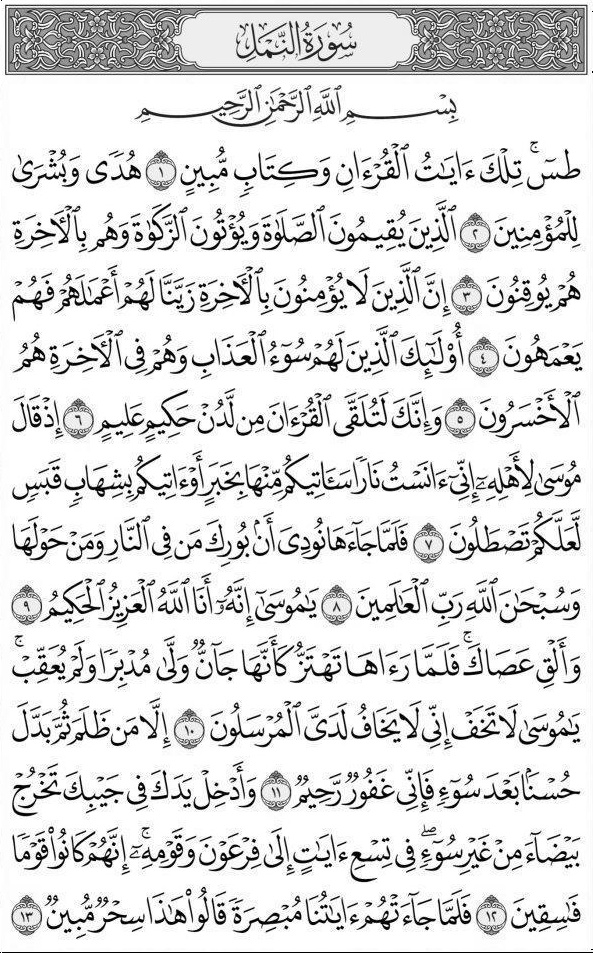 سُورَةُ النَّمْلِ
بِسْمِ ٱللَّهِ ٱلرَّحْمَٰنِ ٱلرَّحِيمِ
طسٓۚ تِلْكَ ءَايَٰتُ ٱلْقُرْءَانِ وَكِتَابٍ مُّبِينٍ ١ هُدًى وَبُشْرَىٰ
لِلْمُؤْمِنِينَ ٢ ٱلَّذِينَ يُقِيمُونَ ٱلصَّلَوٰةَ وَيُؤْتُونَ ٱلزَّكَوٰةَ وَهُم بِٱلْءَاخِرَةِ
هُمْ يُوقِنُونَ ٣ إِنَّ ٱلَّذِينَ لَا يُؤْمِنُونَ بِٱلْءَاخِرَةِ زَيَّنَّا لَهُمْ أَعْمَٰلَهُمْ فَهُمْ
يَعْمَهُونَ ٤ أُو۟لَٰٓئِكَ ٱلَّذِينَ لَهُمْ سُوٓءُ ٱلْعَذَابِ وَهُمْ فِى ٱلْءَاخِرَةِ هُمُ
ٱلْأَخْسَرُونَ ٥ وَإِنَّكَ لَتُلَقَّى ٱلْقُرْءَانَ مِن لَّدُنْ حَكِيمٍ عَلِيمٍ ٦ إِذْ قَالَ
مُوسَىٰ لِأَهْلِهِۦٓ إِنِّىٓ ءَانَسْتُ نَارًا سَـَٔاتِيكُم مِّنْهَا بِخَبَرٍ أَوْ ءَاتِيكُم بِشِهَابٍ قَبَسٍ
لَّعَلَّكُمْ تَصْطَلُونَ ٧ فَلَمَّا جَآءَهَا نُودِىَ أَنۢ بُورِكَ مَن فِى ٱلنَّارِ وَمَنْ حَوْلَهَا
وَسُبْحَٰنَ ٱللَّهِ رَبِّ ٱلْعَٰلَمِينَ ٨ يَٰمُوسَىٰٓ إِنَّهُۥٓ أَنَا ٱللَّهُ ٱلْعَزِيزُ ٱلْحَكِيمُ ٩
وَأَلْقِ عَصَاكَۚ فَلَمَّا رَءَاهَا تَهْتَزُّ كَأَنَّهَا جَآنٌّ وَلَّىٰ مُدْبِرًا وَلَمْ يُعَقِّبْۚ
يَٰمُوسَىٰ لَا تَخَفْ إِنِّى لَا يَخَافُ لَدَىَّ ٱلْمُرْسَلُونَ ١٠ إِلَّا مَن ظَلَمَ ثُمَّ بَدَّلَ
حُسْنًۢا بَعْدَ سُوٓءٍ فَإِنِّى غَفُورٌ رَّحِيمٌ ١١ وَأَدْخِلْ يَدَكَ فِى جَيْبِكَ تَخْرُجْ
بَيْضَآءَ مِنْ غَيْرِ سُوٓءٍۖ فِى تِسْعِ ءَايَٰتٍ إِلَىٰ فِرْعَوْنَ وَقَوْمِهِۦٓۚ إِنَّهُمْ كَانُوا۟ قَوْمًا
فَٰسِقِينَ ١٢ فَلَمَّا جَآءَتْهُمْ ءَايَٰتُنَا مُبْصِرَةً قَالُوا۟ هَٰذَا سِحْرٌ مُّبِينٌ ١٣